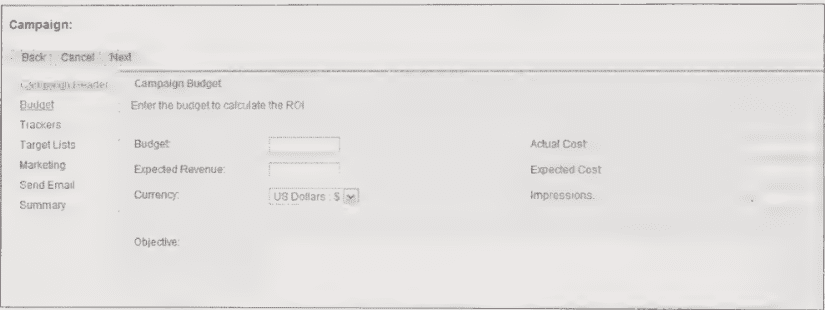 Campaign:
Back Cancel Next
Campaign Header
Budget
Trackers
Target Lists
Marketing
Send Email
Summary
Campaign Budget
Enter the budget to calculate the ROI
Budget: Actual Cost
Expected Revenue: Expected Cost
Currency: US Dollars : $ Impressions:
Objective: